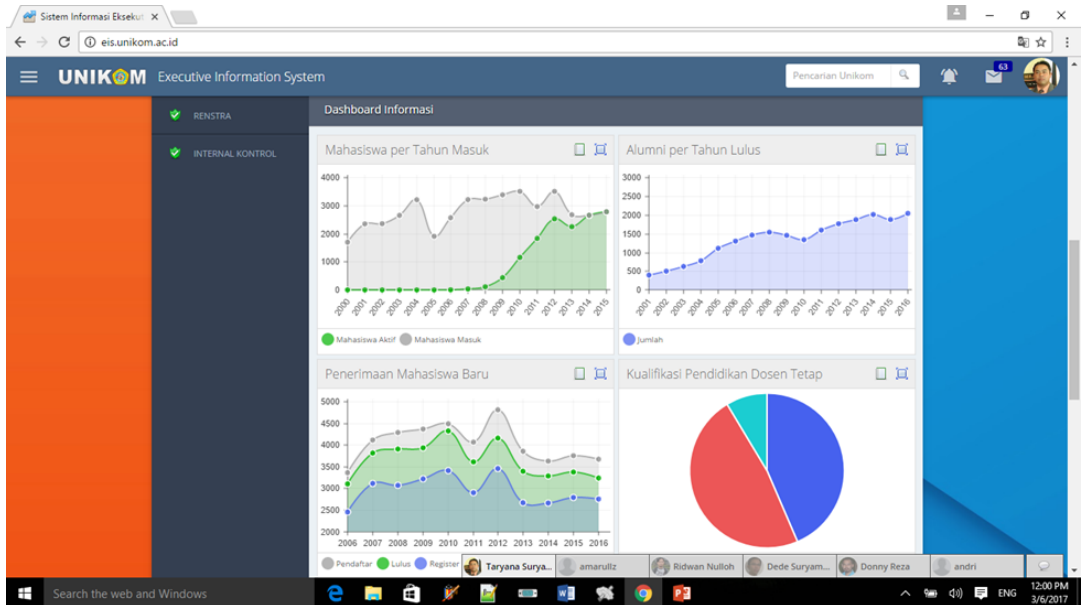 Sistem Informasi Eksekut
eis.unikom.ac.id
UNIKOM Executive Information System
Pencarian Unikom
63
RENSTRA
INTERNAL KONTROL
Dashboard Informasi
Mahasiswa per Tahun Masuk
4000
3000
2000
1000
0
2000 2001 2002 2003 2004 2005 2006 2007 2008 2009 2010 2011 2012 2013 2014 2015
Mahasiswa Aktif Mahasiswa Masuk
Alumni per Tahun Lulus
3000
2500
2000
1500
1000
500
0
2001 2002 2003 2004 2005 2006 2007 2008 2009 2010 2011 2012 2013 2014 2015 2016
Jumlah
Penerimaan Mahasiswa Baru
5000
4500
4000
3500
3000
2500
2000
2006 2007 2008 2009 2010 2011 2012 2013 2014 2015 2016
Pendaftar Lulus Register
Kualifikasi Pendidikan Dosen Tetap
Taryana Surya... amarullz Ridwan Nulloh Dede Suryam... Donny Reza andri
Search the web and Windows
ENG
12:00 PM
3/6/2017